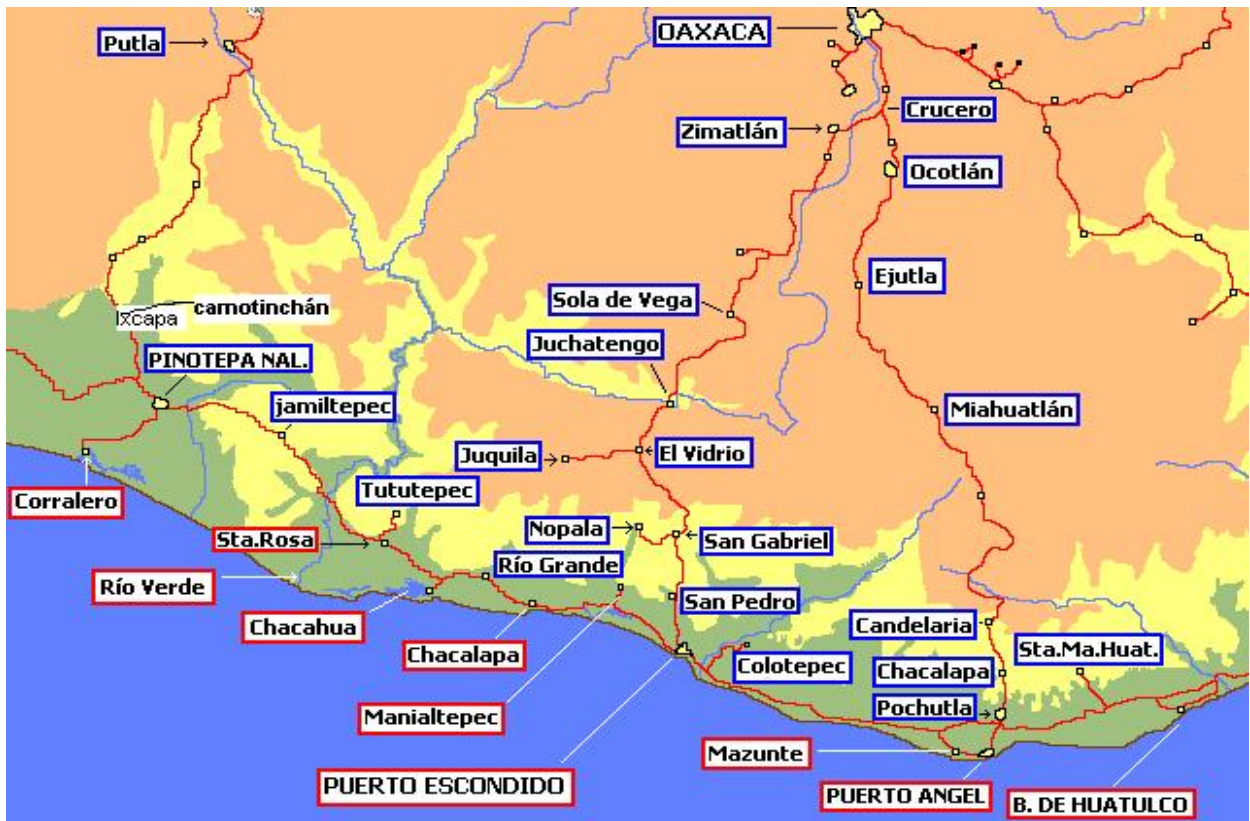 Putla
OAXACA
Crucero
Zimatlán
Ocotlán
Ejutla
Sola de Vega
camotinchán
Ixcapa
Juchatengo
PINOTEPA NAL.
jamiltepec
Miahuatlán
Juquila
El Vidrio
Tututepec
Corralero
Nopala
Sta.Rosa
San Gabriel
Río Grande
Río Verde
San Pedro
Chacahua
Candelaria
Chacalapa
Sta.Ma.Huat.
Colotepec
Chacalapa
Manialtepec
Pochutla
Mazunte
PUERTO ESCONDIDO
PUERTO ANGEL
B. DE HUATULCO